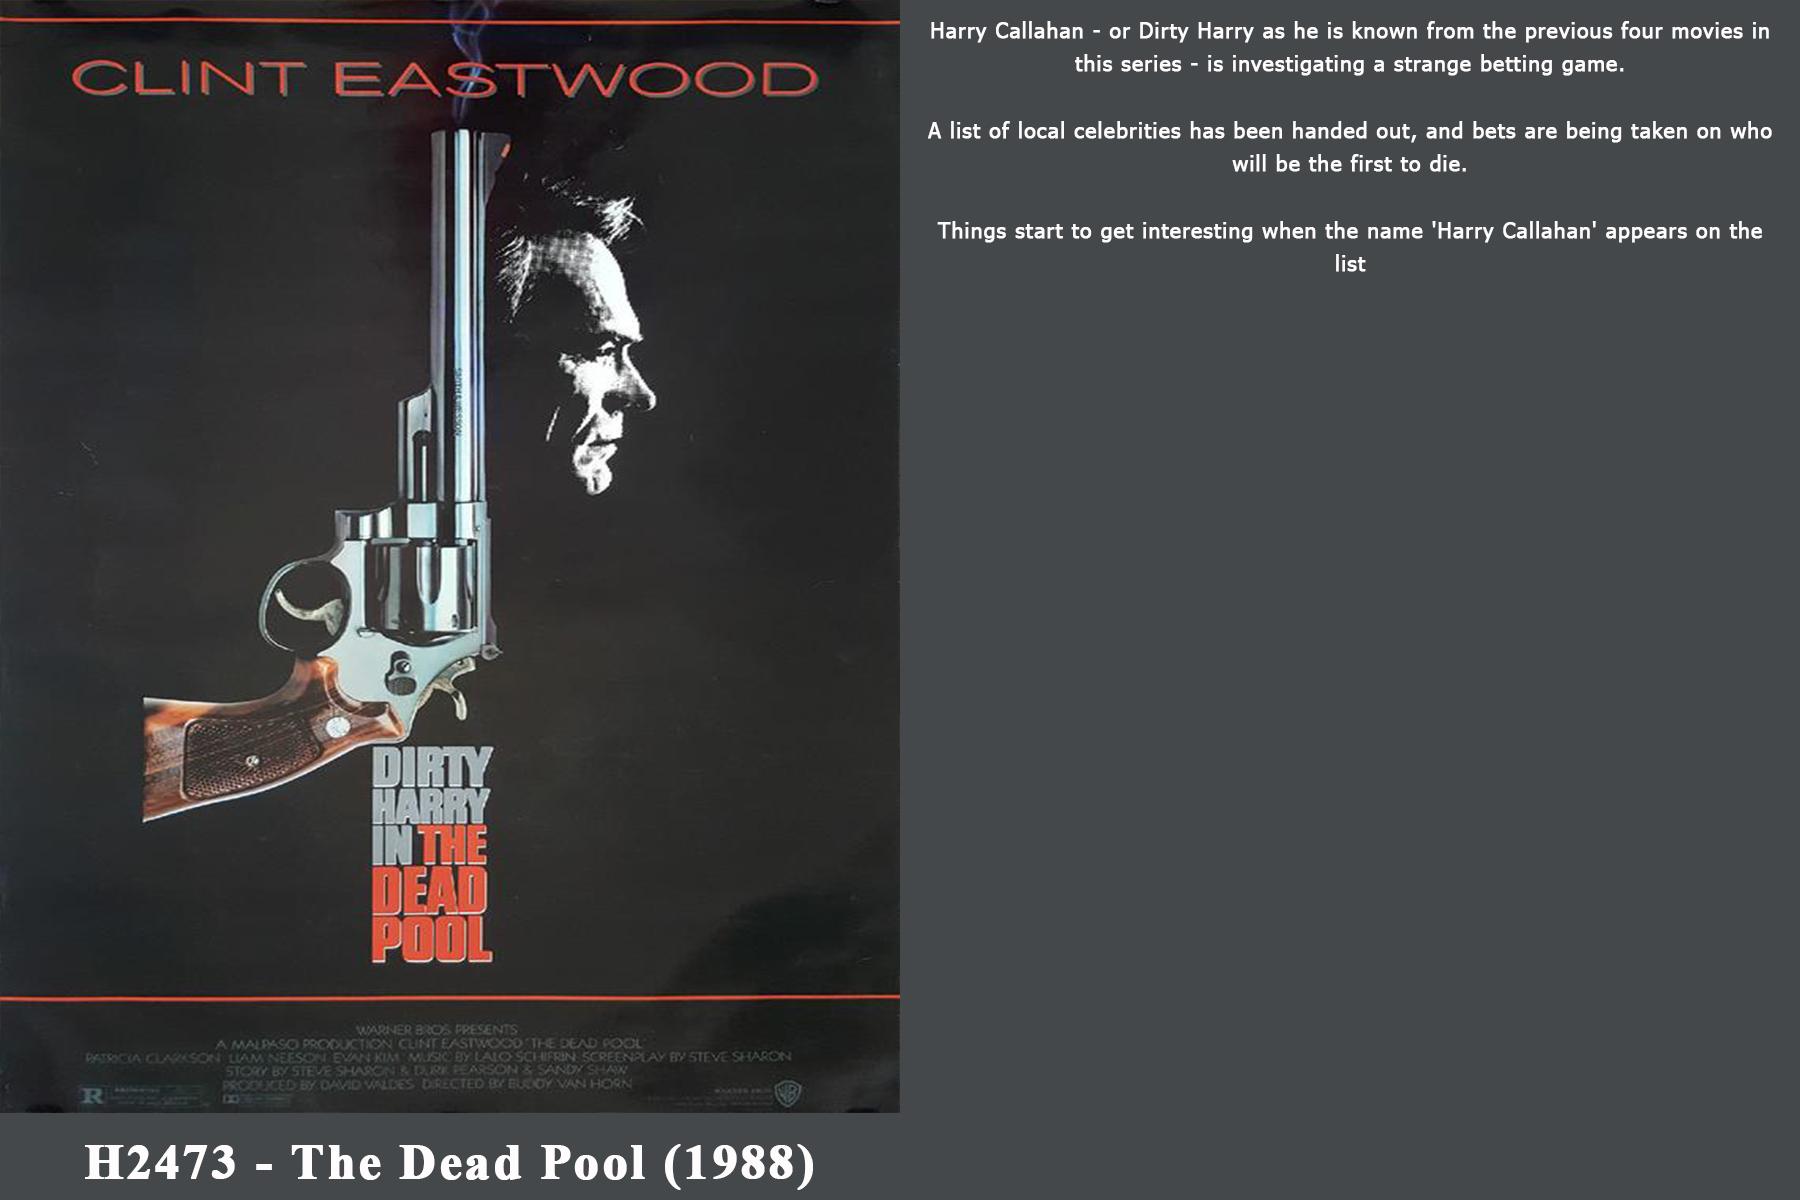 CLINT EASTWOOD
DIRTY
HARRY
IN THE
DEAD
POOL
WARNER BROS. PRESENTS
A MALPASO PRODUCTION CLINT EASTWOOD "THE DEAD POOL"
PATRICIA CLARKSON LIAM NEESON EVAN KIM MUSIC BY LALO SCHIFRIN SCREENPLAY BY STEVE SHARON
STORY BY STEVE SHARON & DURK PEARSON & SANDY SHAW
PRODUCED BY DAVID VALDES DIRECTED BY BUDDY VAN HORN
R
H2473 - The Dead Pool (1988)
Harry Callahan - or Dirty Harry as he is known from the previous four movies in
this series - is investigating a strange betting game.
A list of local celebrities has been handed out, and bets are being taken on who
will be the first to die.
Things start to get interesting when the name 'Harry Callahan' appears on the
list